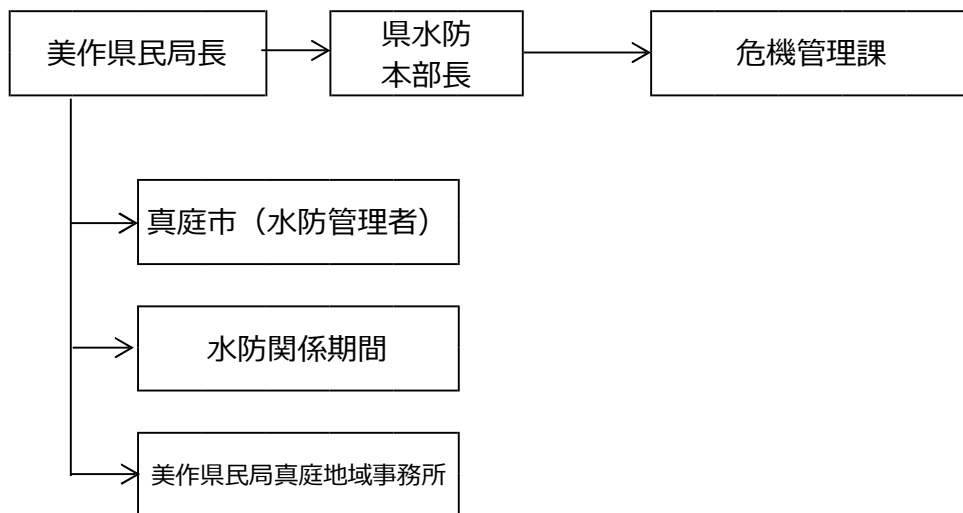 美作県民局長
県水防
本部長
危機管理課
真庭市（水防管理者）
水防関係期間
美作県民局真庭地域事務所